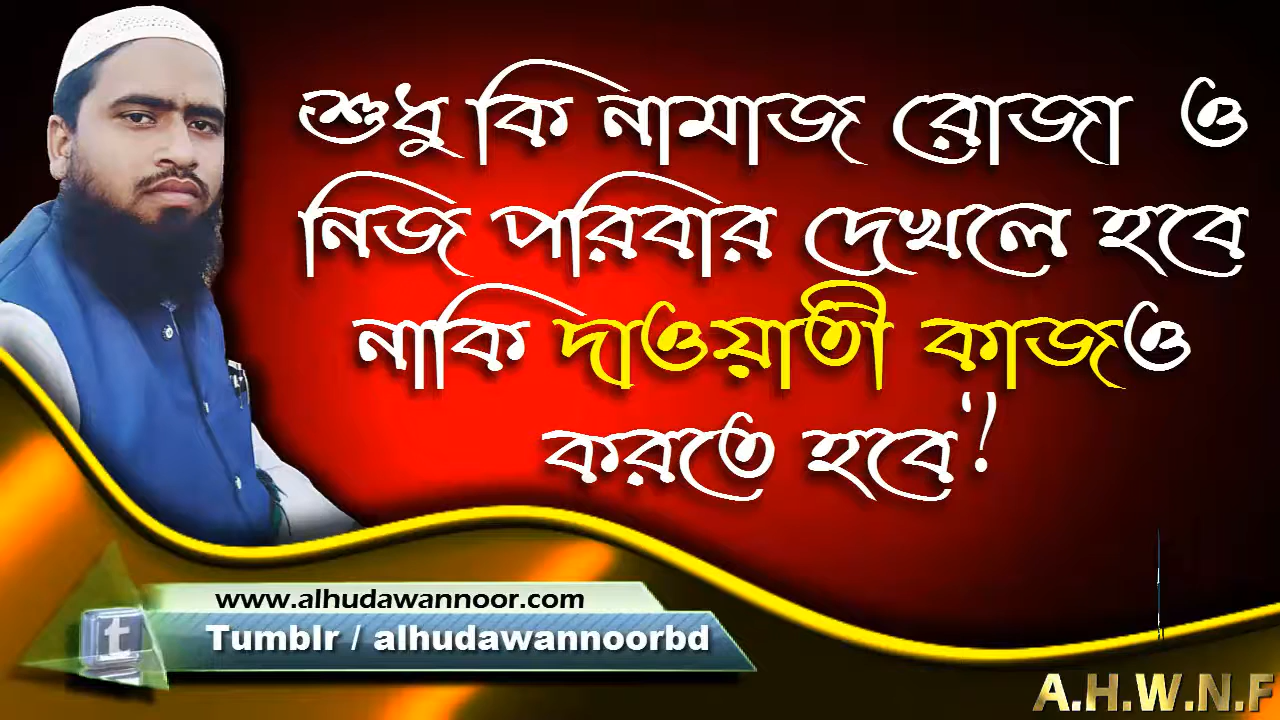 শুধু কি নামাজ রোজা ও
নিজ পরিবার দেখলে হবে
নাকি দাওয়াতী কাজও
করতে হবে?
www.alhudawannoor.com
t
Tumblr / alhudawannoorbd
A.H.W.N.F